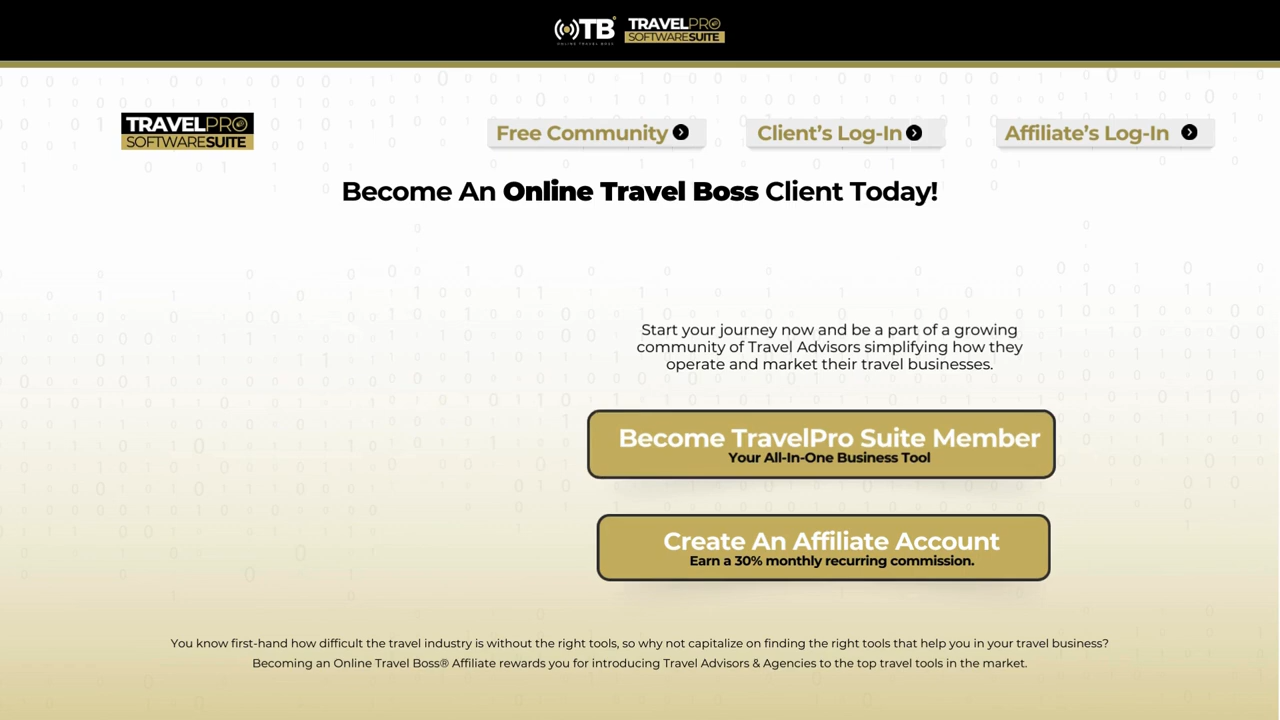 TB
ONLINE TRAVEL BOSS
TRAVELPRO
SOFTWARESUITE
TRAVELPRO
SOFTWARESUITE
Free Community
Client's Log-In
Affiliate's Log-In
Become An Online Travel Boss Client Today!
Start your journey now and be a part of a growing
community of Travel Advisors simplifying how they
operate and market their travel businesses.
Become TravelPro Suite Member
Your All-In-One Business Tool
Create An Affiliate Account
Earn a 30% monthly recurring commission.
You know first-hand how difficult the travel industry is without the right tools, so why not capitalize on finding the right tools that help you in your travel business?
Becoming an Online Travel Boss® Affiliate rewards you for introducing Travel Advisors & Agencies to the top travel tools in the market.